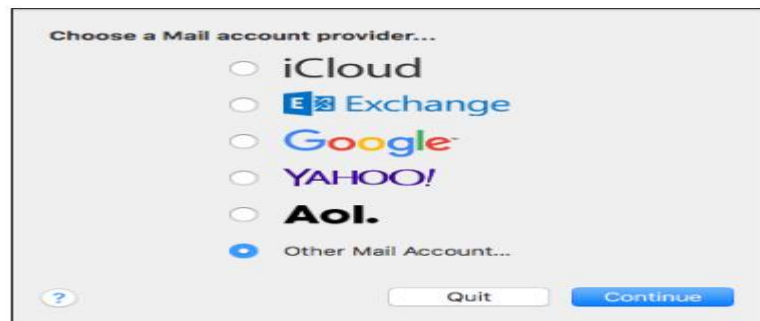 Choose a Mail account provider...
iCloud
E Exchange
Google
YAHOO!
Aol.
Other Mail Account...
? Quit Continue